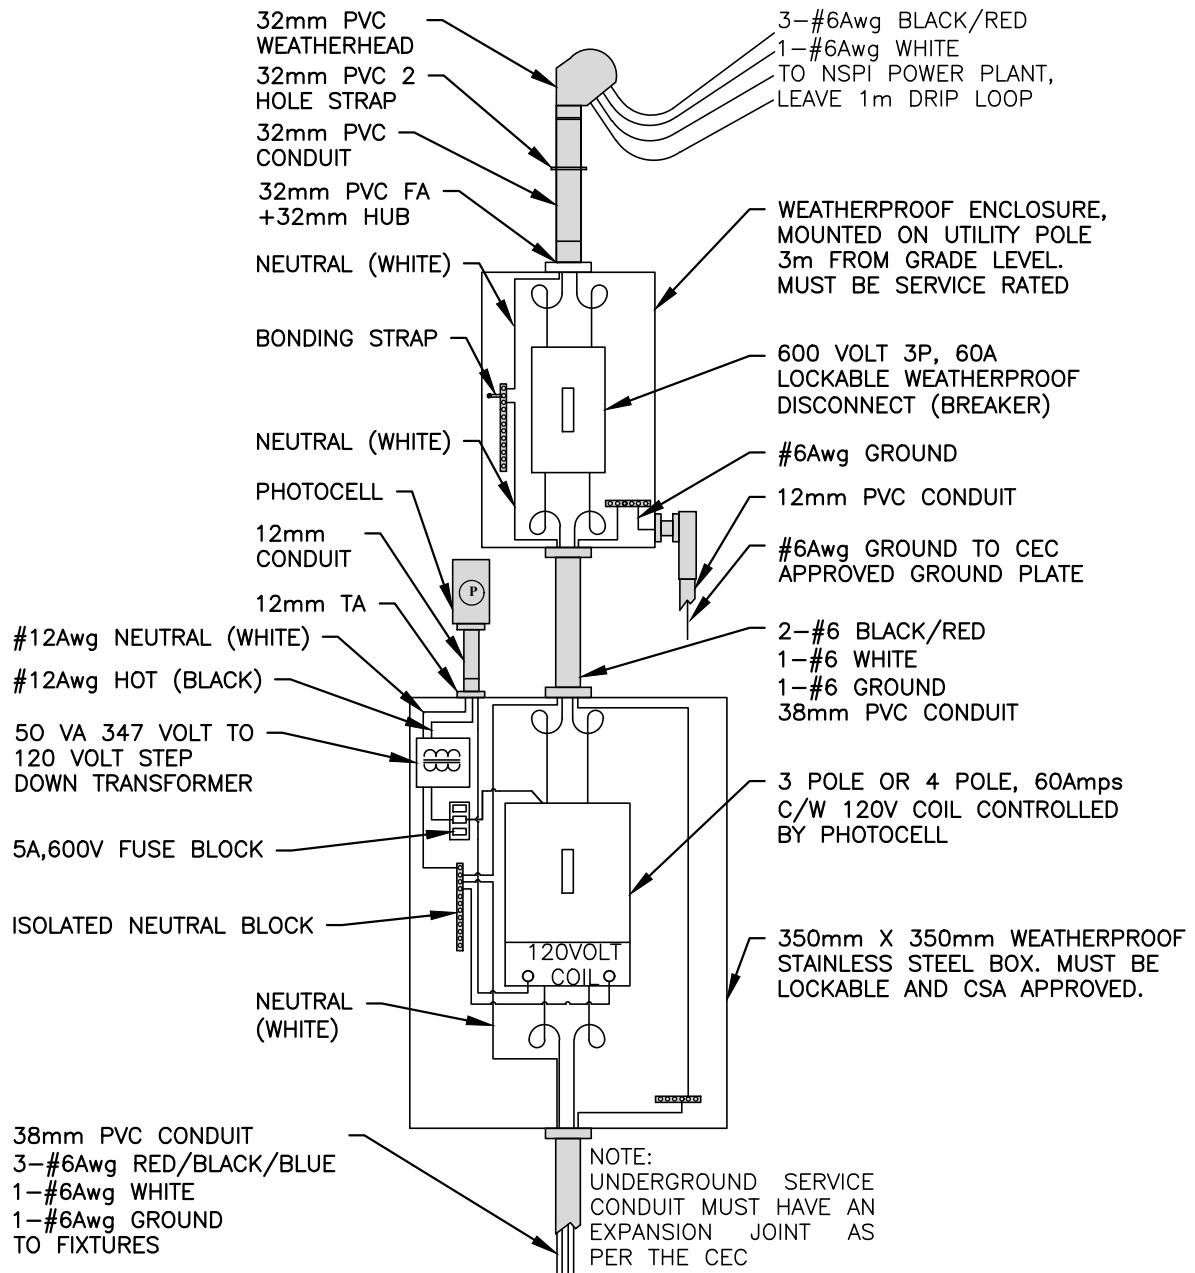 32mm PVC
WEATHERHEAD
32mm PVC 2
HOLE STRAP
32mm PVC
CONDUIT
32mm PVC FA
+32mm HUB
NEUTRAL (WHITE)
BONDING STRAP
NEUTRAL (WHITE)
PHOTOCELL
12mm
CONDUIT
12mm TA
#12Awg NEUTRAL (WHITE)
#12Awg HOT (BLACK)
50 VA 347 VOLT TO
120 VOLT STEP
DOWN TRANSFORMER
5A,600V FUSE BLOCK
ISOLATED NEUTRAL BLOCK
NEUTRAL
(WHITE)
38mm PVC CONDUIT
3-#6Awg RED/BLACK/BLUE
1-#6Awg WHITE
1-#6Awg GROUND
TO FIXTURES
P
120VOLT
COIL
3-#6Awg BLACK/RED
1-#6Awg WHITE
TO NSPI POWER PLANT,
LEAVE 1m DRIP LOOP
WEATHERPROOF ENCLOSURE,
MOUNTED ON UTILITY POLE
3m FROM GRADE LEVEL.
MUST BE SERVICE RATED
600 VOLT 3P, 60A
LOCKABLE WEATHERPROOF
DISCONNECT (BREAKER)
#6Awg GROUND
12mm PVC CONDUIT
#6Awg GROUND TO CEC
APPROVED GROUND PLATE
2-#6 BLACK/RED
1-#6 WHITE
1-#6 GROUND
38mm PVC CONDUIT
3 POLE OR 4 POLE, 60Amps
C/W 120V COIL CONTROLLED
BY PHOTOCELL
350mm X 350mm WEATHERPROOF
STAINLESS STEEL BOX. MUST BE
LOCKABLE AND CSA APPROVED.
NOTE:
UNDERGROUND SERVICE
CONDUIT MUST HAVE AN
EXPANSION JOINT AS
PER THE CEC